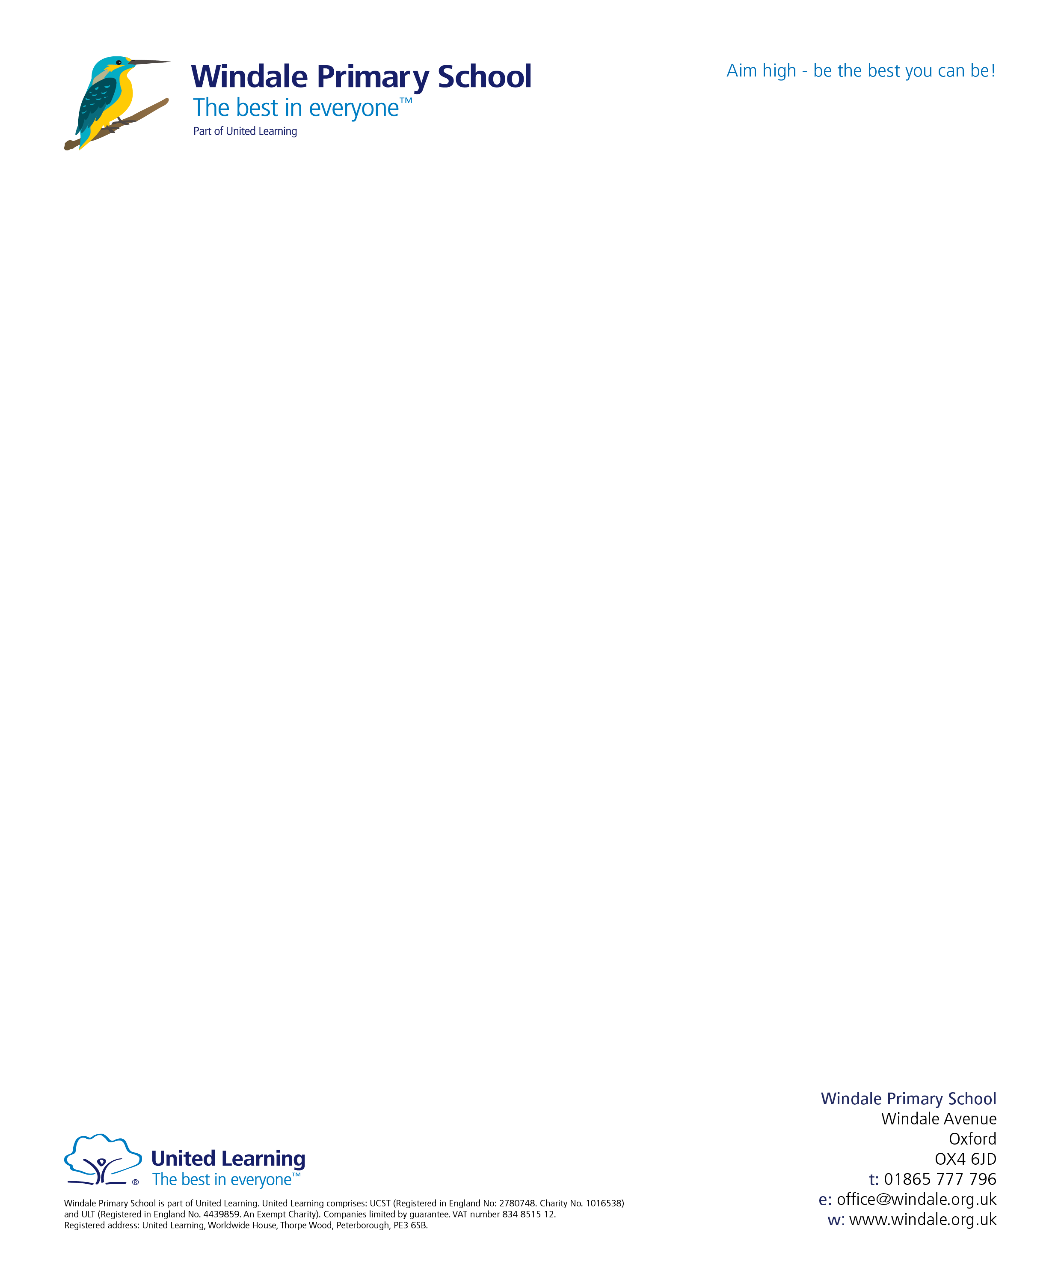 Windale Primary School
The best in everyone™
Part of United Learning
Aim high - be the best you can be!
Windale Primary School
Windale Avenue
Oxford
OX4 6JD
t: 01865 777 796
e: office@windale.org.uk
w: www.windale.org.uk
United Learning
The best in everyone™
®
Windale Primary School is part of United Learning. United Learning comprises: UCST (Registered in England No: 2780748. Charity No. 1016538)
and ULT (Registered in England No. 4439859. An Exempt Charity). Companies limited by guarantee. VAT number 834 8515 12.
Registered address: United Learning, Worldwide House, Thorpe Wood, Peterborough, PE3 6SB.